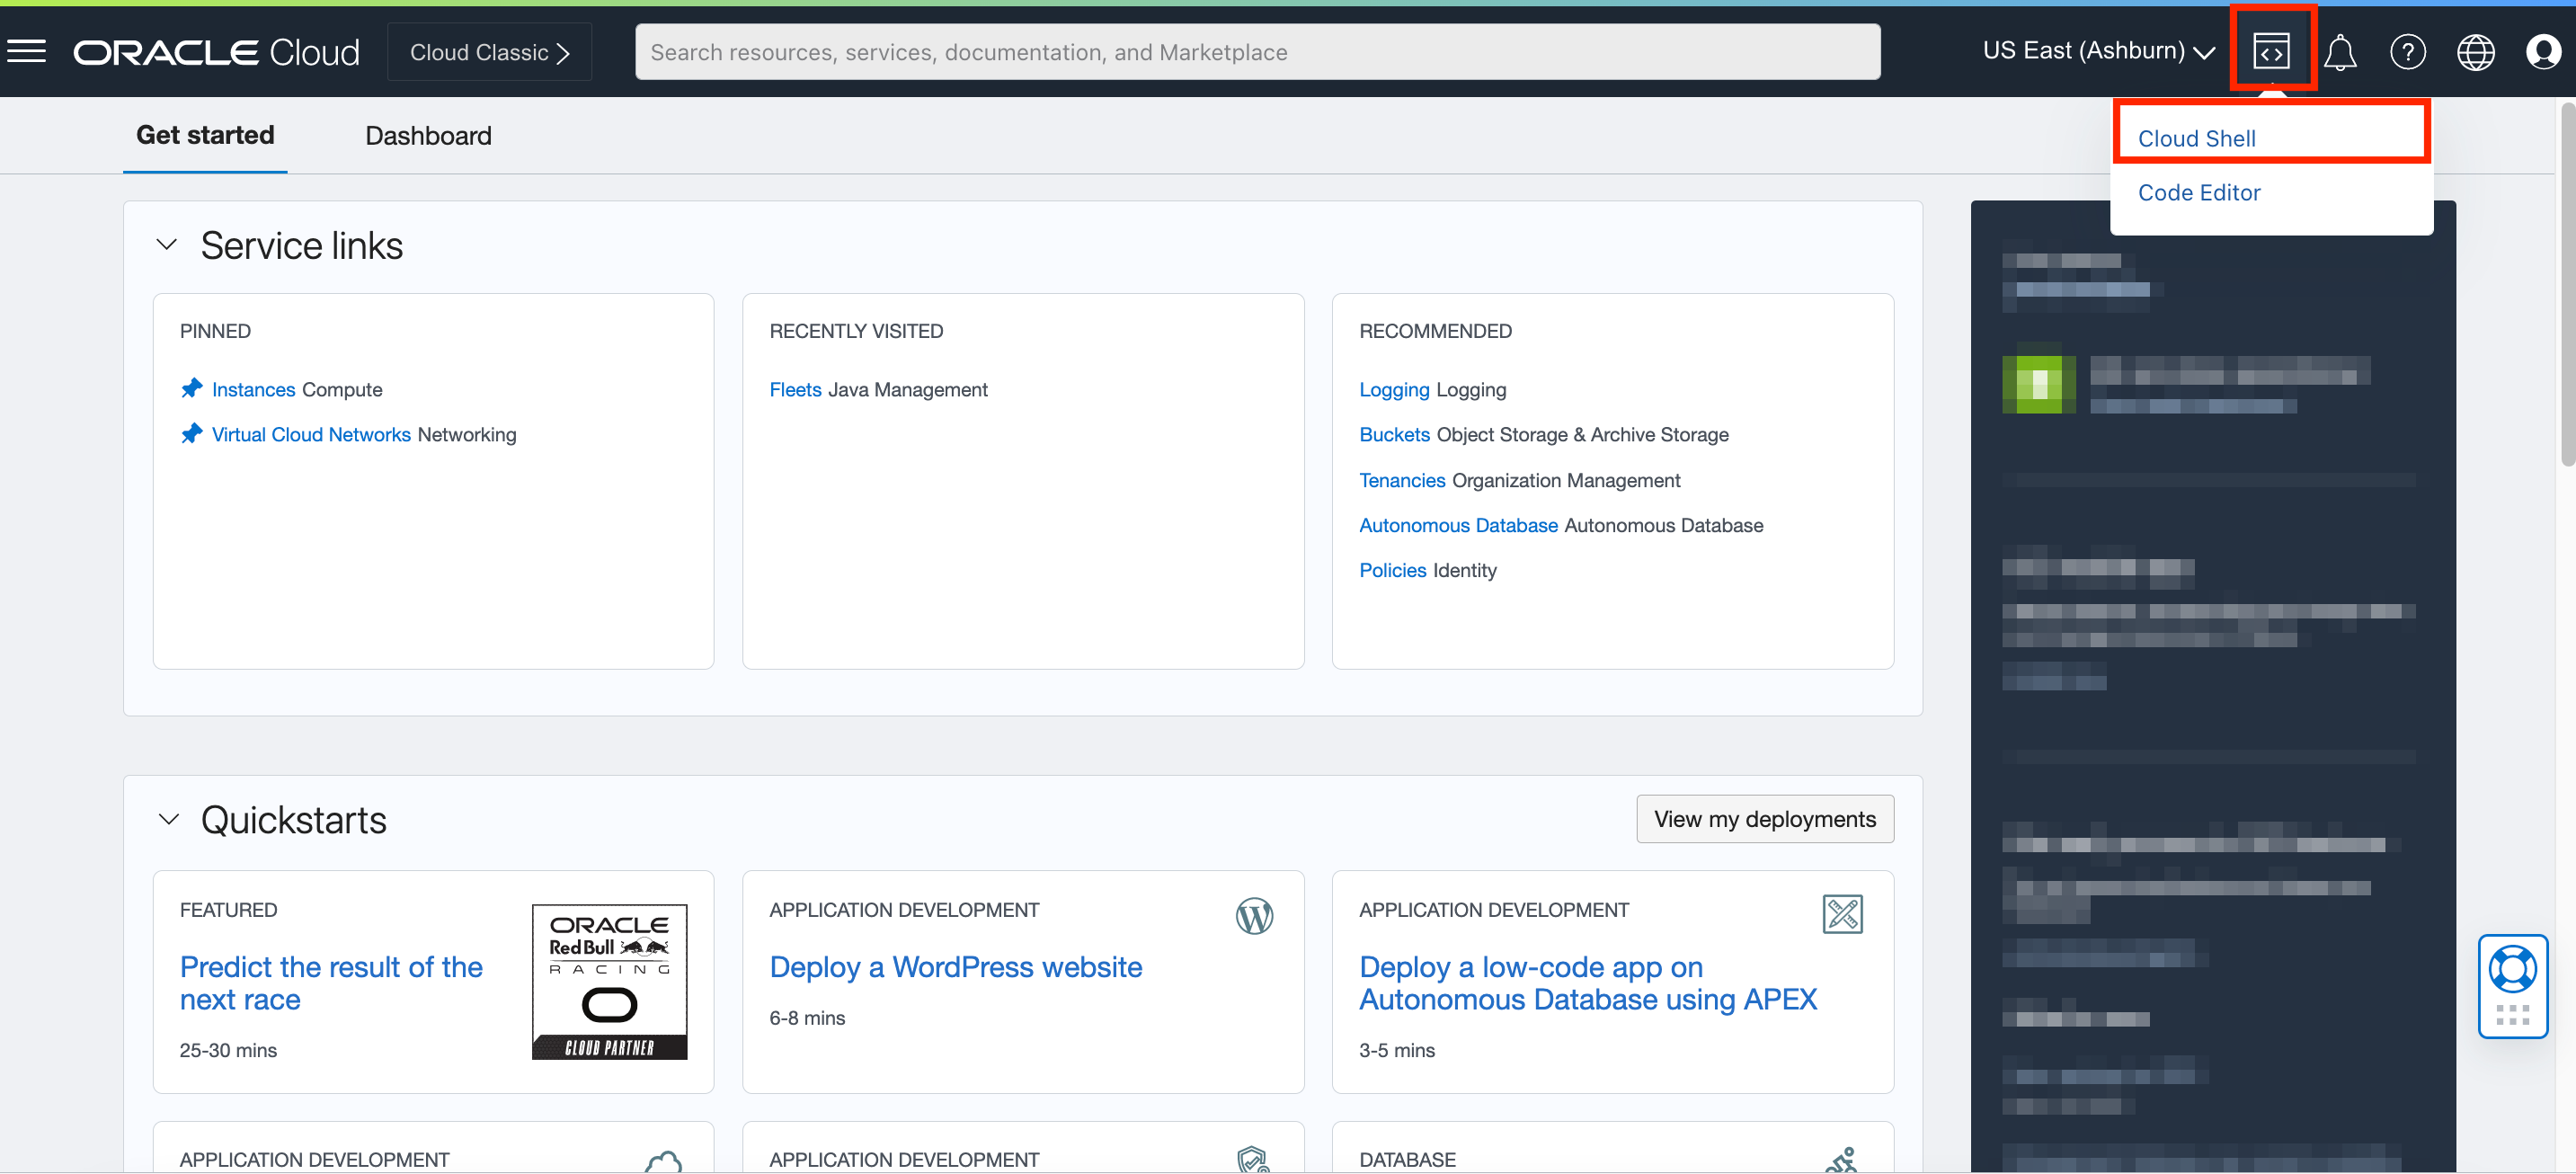 ORACLE Cloud
Cloud Classic
Search resources, services, documentation, and Marketplace
US East (Ashburn)
Cloud Shell
Code Editor
Get started
Dashboard
Service links
PINNED
Instances Compute
Virtual Cloud Networks Networking
RECENTLY VISITED
Fleets Java Management
RECOMMENDED
Logging Logging
Buckets Object Storage & Archive Storage
Tenancies Organization Management
Autonomous Database Autonomous Database
Policies Identity
Quickstarts
View my deployments
FEATURED
Predict the result of the
next race
25-30 mins
ORACLE
Red Bull
RACING
CLOUD PARTNER
APPLICATION DEVELOPMENT
Deploy a WordPress website
6-8 mins
APPLICATION DEVELOPMENT
Deploy a low-code app on
Autonomous Database using APEX
3-5 mins
APPLICATION DEVELOPMENT
APPLICATION DEVELOPMENT
DATABASE